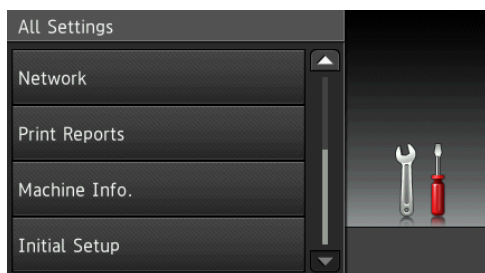 All Settings
Network
Print Reports
Machine Info.
Initial Setup